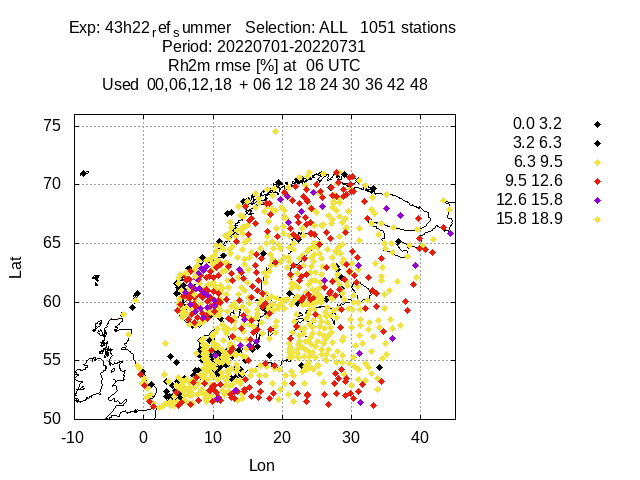 Exp: 43h22ref_summer Selection: ALL 1051 stations
Period: 20220701-20220731
Rh2m rmse [%] at 06 UTC
Used 00,06,12,18 + 06 12 18 24 30 36 42 48
75
70
65
60
55
50
-10 0 10 20 30 40
Lat
Lon
0.0 3.2
3.2 6.3
6.3 9.5
9.5 12.6
12.6 15.8
15.8 18.9